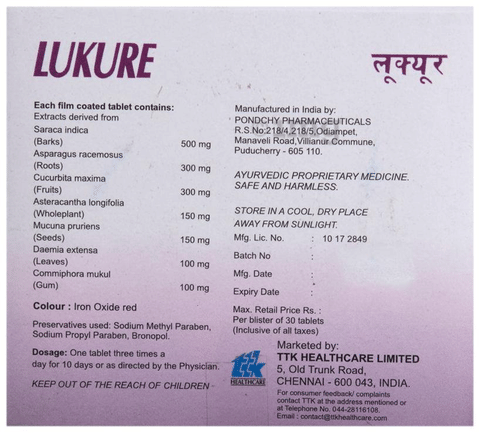 LUKURE
लूक्यूर
Each film coated tablet contains:
Extracts derived from
Saraca indica
(Barks) 500 mg
Asparagus racemosus
(Roots) 300 mg
Cucurbita maxima
(Fruits) 300 mg
Asteracantha longifolia
(Wholeplant) 150 mg
Mucuna pruriens
(Seeds) 150 mg
Daemia extensa
(Leaves) 100 mg
Commiphora mukul
(Gum) 100 mg
Colour : Iron Oxide red
Preservatives used: Sodium Methyl Paraben,
Sodium Propyl Paraben, Bronopol.
Dosage: One tablet three times a
day for 10 days or as directed by the Physician.
KEEP OUT OF THE REACH OF CHILDREN
Manufactured in India by:
PONDCHY PHARMACEUTICALS
R.S.No:218/4,218/5,Odiampet,
Manaveli Road,Villianur Commune,
Puducherry - 605 110.
AYURVEDIC PROPRIETARY MEDICINE.
SAFE AND HARMLESS.
STORE IN A COOL, DRY PLACE
AWAY FROM SUNLIGHT.
Mfg. Lic. No. : 10 17 2849
Batch No :
Mfg. Date :
Expiry Date :
Max. Retail Price Rs. :
Per blister of 30 tablets
(Inclusive of all taxes)
Marketed by:
TTK HEALTHCARE LIMITED
5, Old Trunk Road,
CHENNAI - 600 043, INDIA.
For consumer feedback/ complaints
contact TTK at the address mentioned or
at Telephone No. 044-28116108.
Email : contact@ttkhealthcare.com
TTK
HEALTHCARE